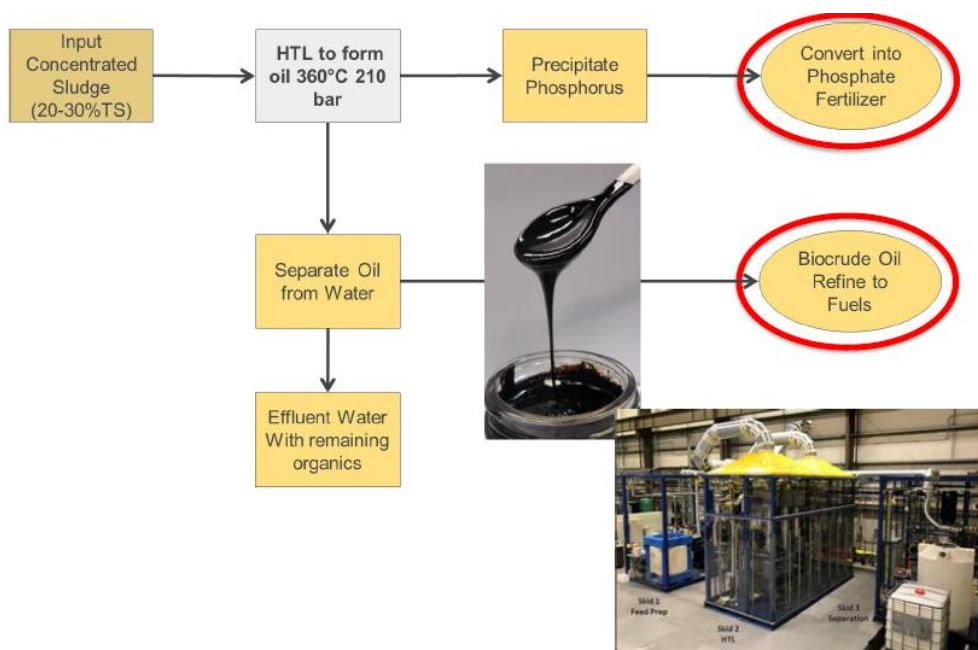 Input
Concentrated
Sludge
(20-30%TS)
HTL to form
oil 360°C 210
bar
Precipitate
Phosphorus
Convert into
Phosphate
Fertilizer
Separate Oil
from Water
Biocrude Oil
Refine to
Fuels
Effluent Water
With remaining
organics
Skid 1
Feed Prep
Skid 2
HTL
Skid 3
Separation